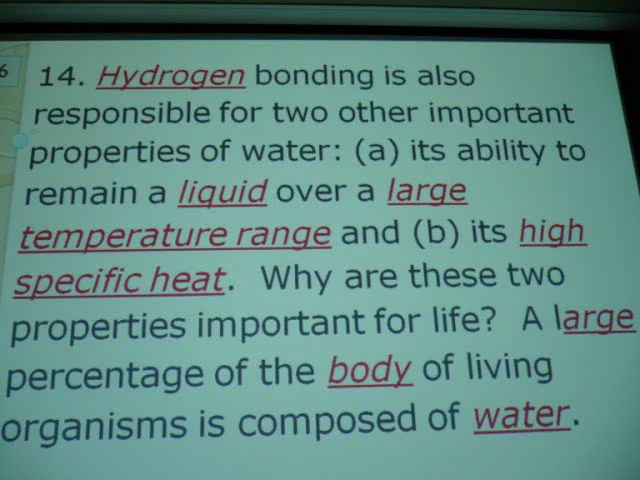 6
14. Hydrogen bonding is also
responsible for two other important
properties of water: (a) its ability to
remain a liquid over a large
temperature range and (b) its high
specific heat. Why are these two
properties important for life? A large
percentage of the body of living
organisms is composed of water.